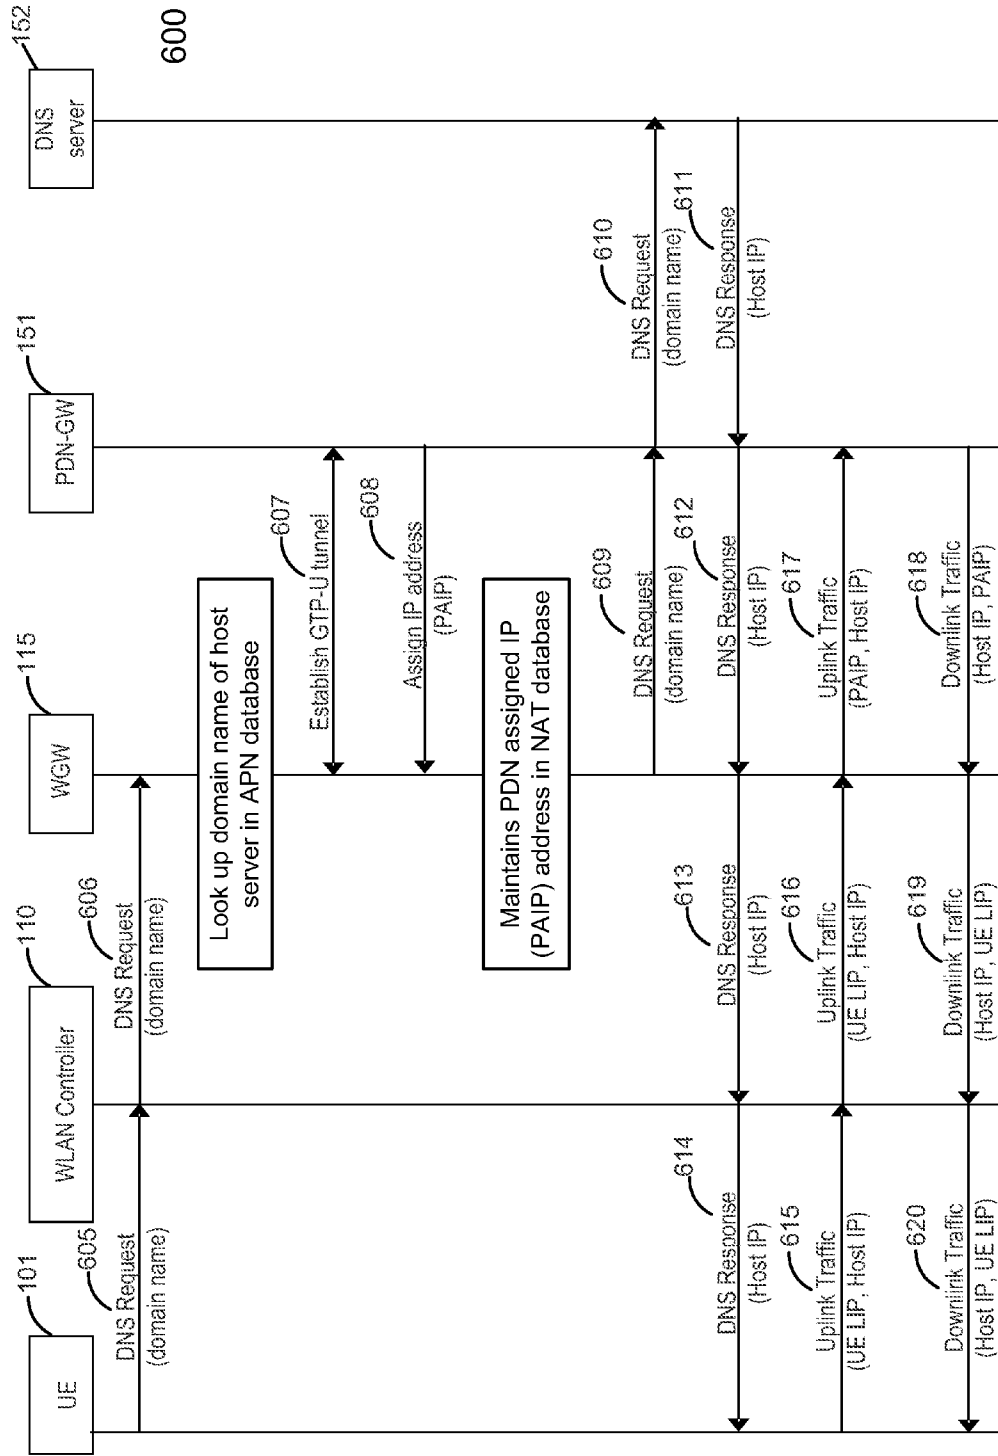 600
UE
101
WLAN Controller
110
WGW
115
PDN-GW
151
DNS
server
152
605
DNS Request
(domain name)
606
DNS Request
(domain name)
Look up domain name of host
server in APN database
607
Establish GTP-U tunnel
608
Assign IP address
(PAIP)
Maintains PDN assigned IP
(PAIP) address in NAT database
609
DNS Request
(domain name)
610
DNS Request
(domain name)
611
DNS Response
(Host IP)
612
DNS Response
(Host IP)
613
DNS Response
(Host IP)
614
DNS Response
(Host IP)
615
Uplink Traffic
(UE LIP, Host IP)
616
Uplink Traffic
(UE LIP, Host IP)
617
Uplink Traffic
(PAIP, Host IP)
618
Downlink Traffic
(Host IP, PAIP)
619
Downlink Traffic
(Host IP, UE LIP)
620
Downlink Traffic
(Host IP, UE LIP)